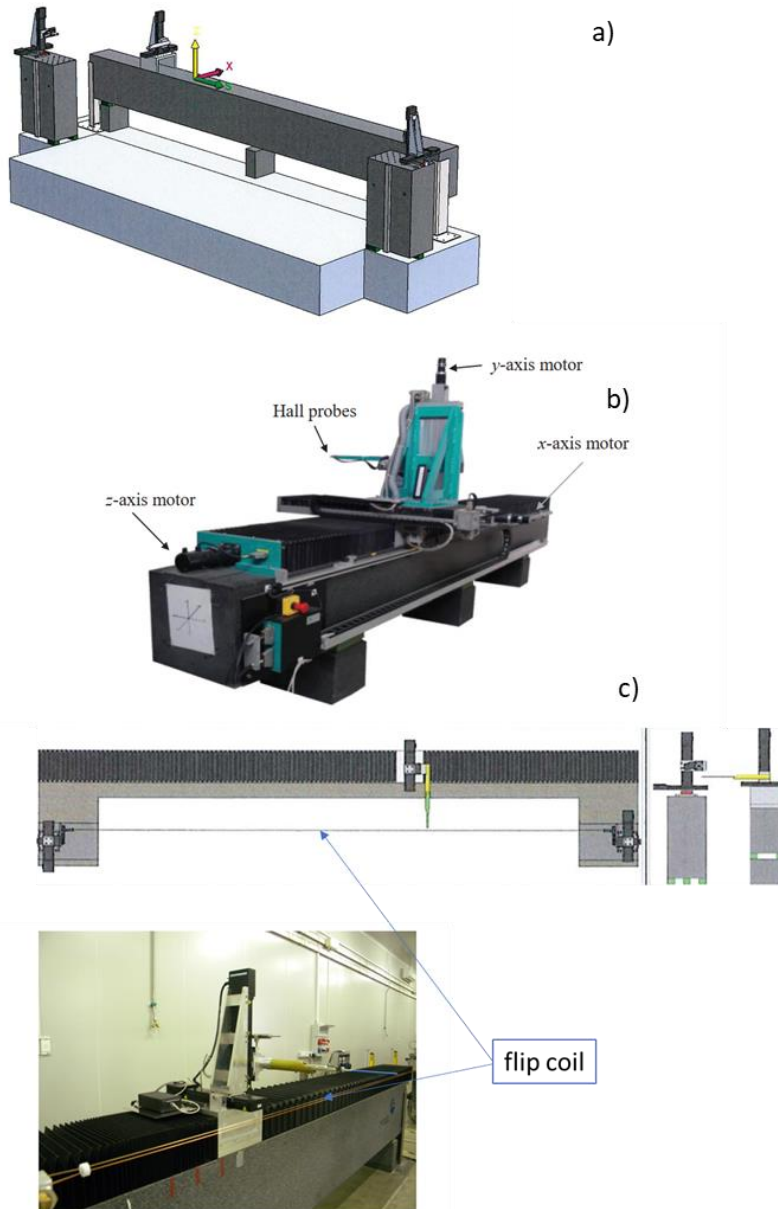 a)
Z
X
S
y-axis motor
b)
Hall probes
x-axis motor
z-axis motor
c)
flip coil